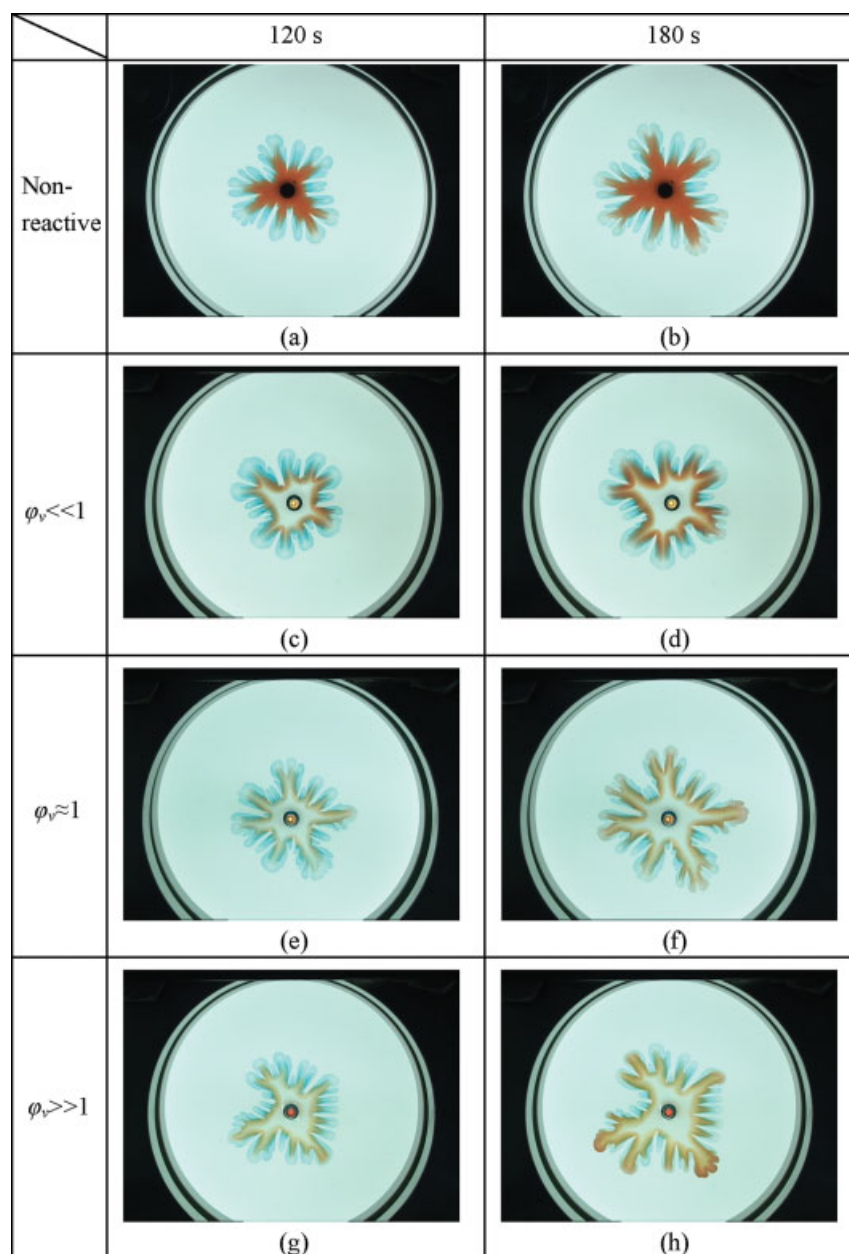 120 s
180 s
Non-
reactive
(a)
(b)
φv<<1
(c)
(d)
φv≈1
(e)
(f)
φv>>1
(g)
(h)